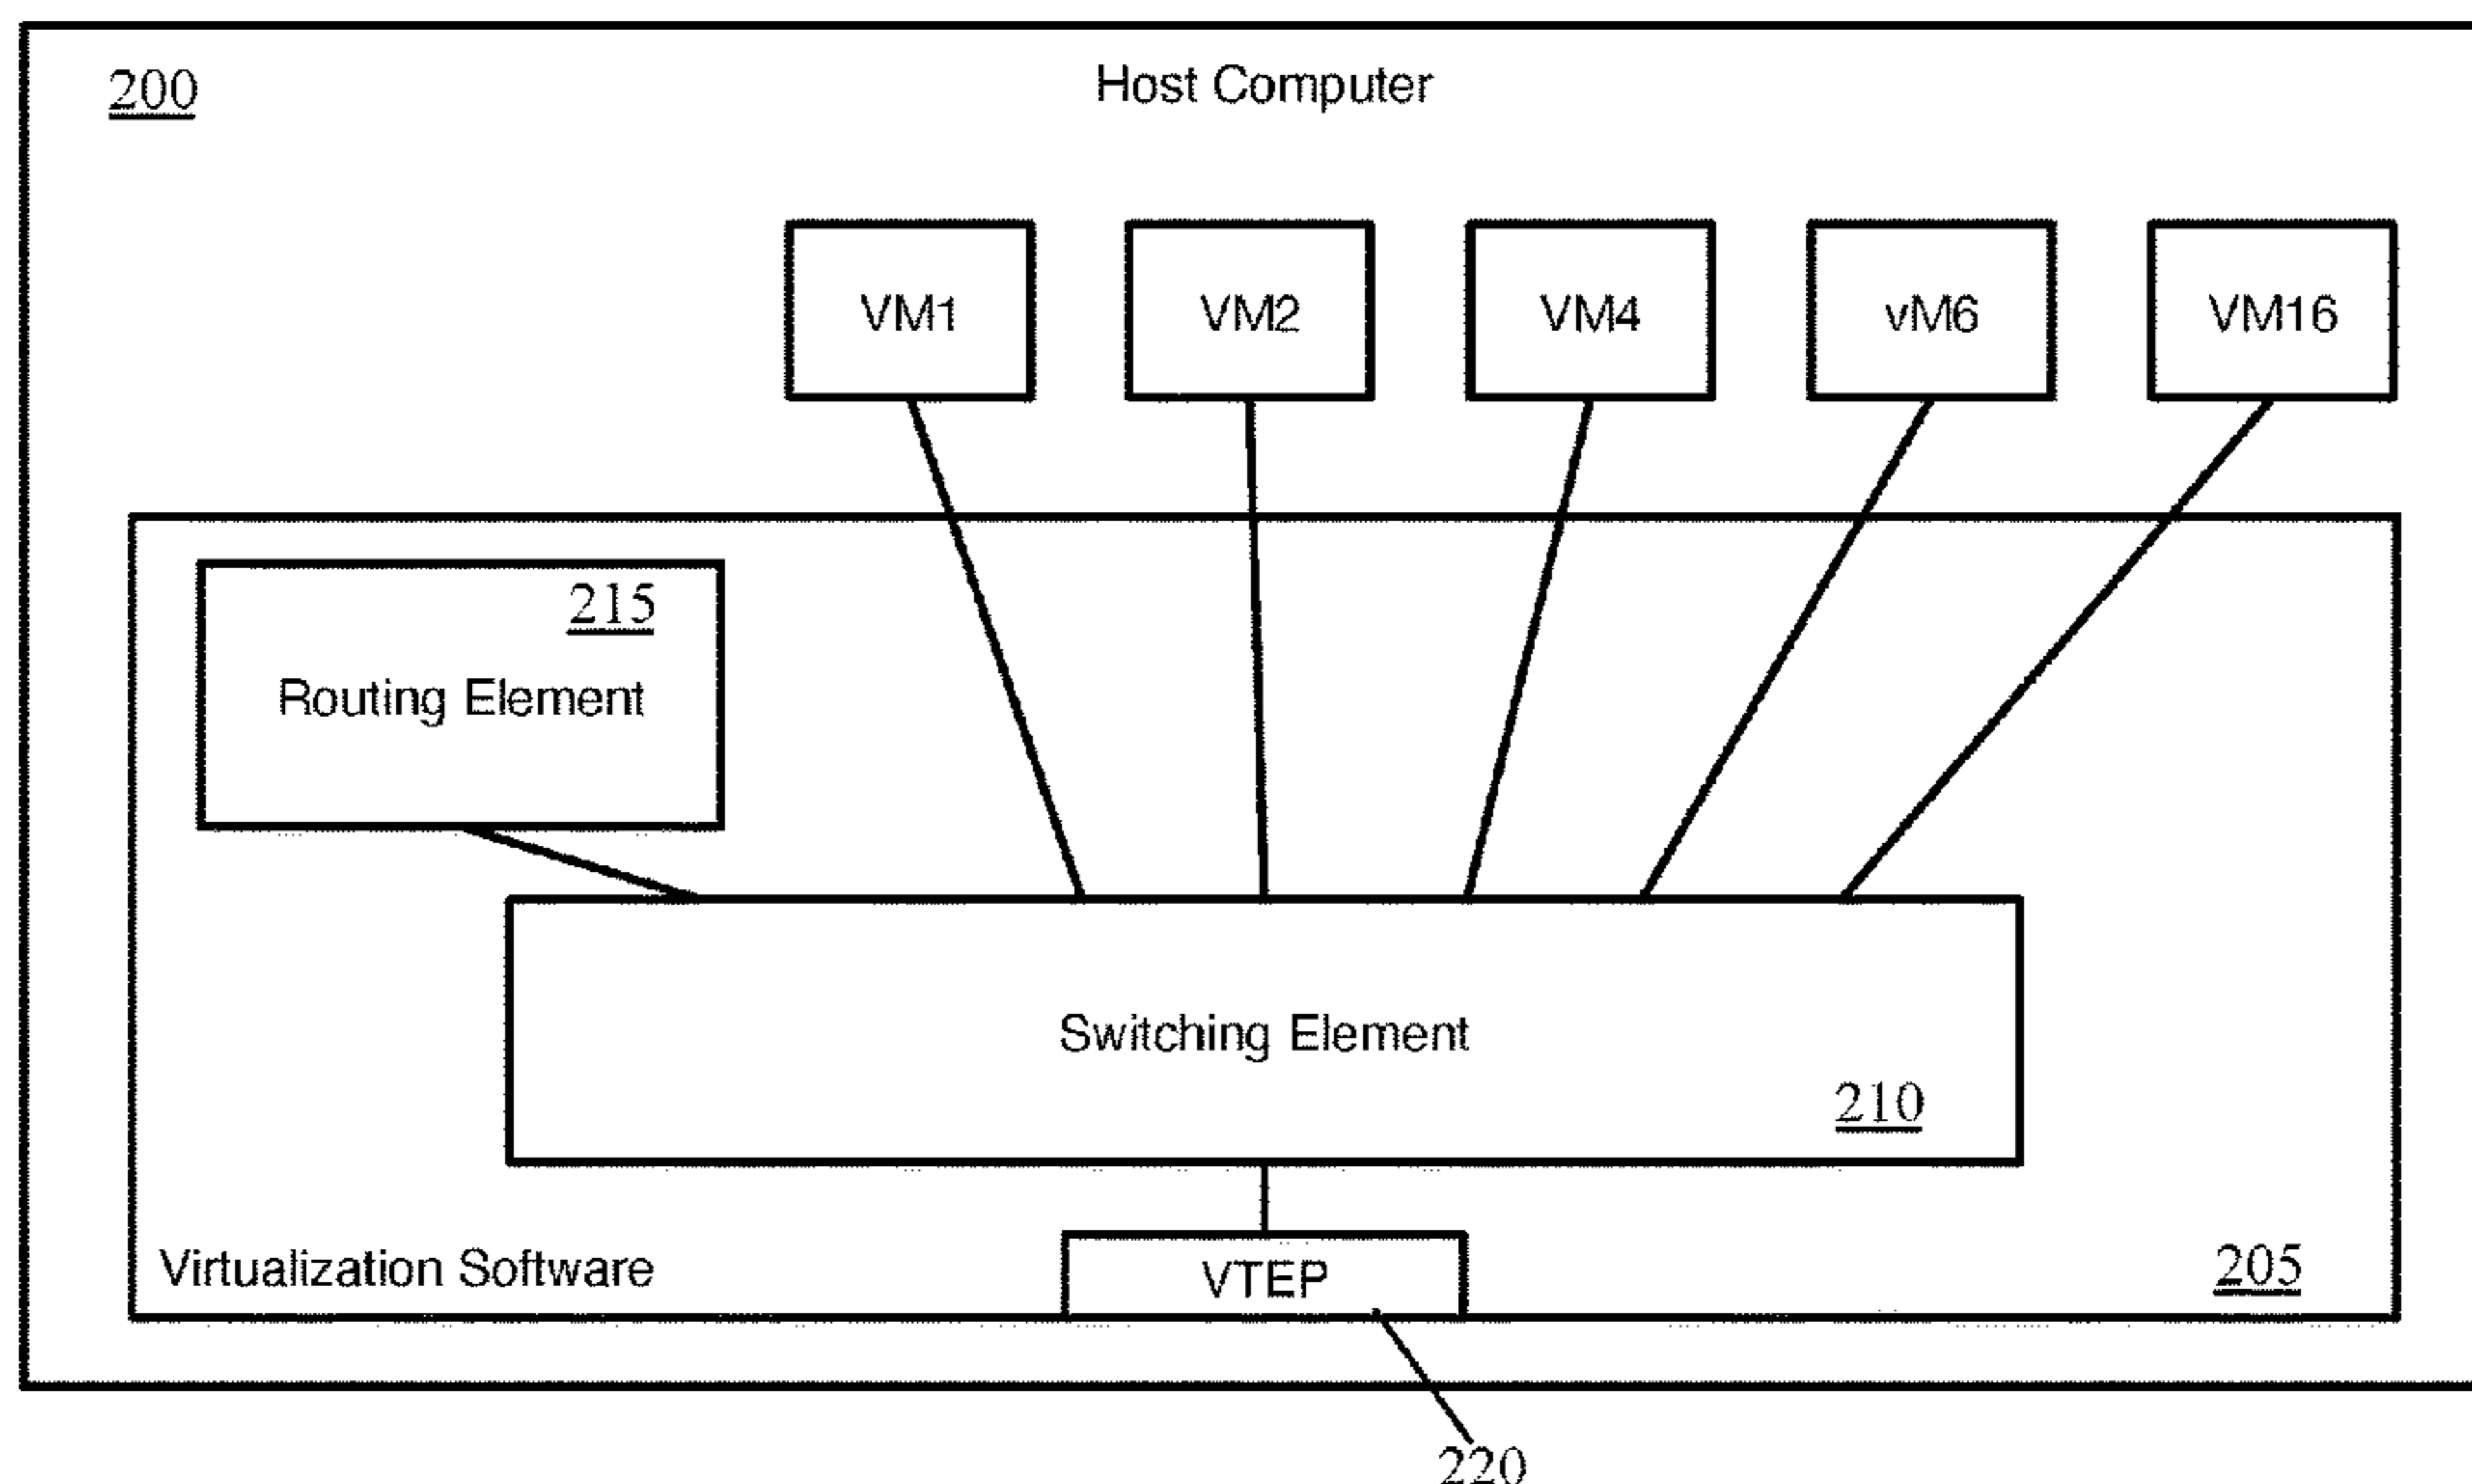 200
Host Computer
VM1
VM2
VM4
vM6
VM16
215
Routing Element
Switching Element
210
Virtualization Software
VTEP
205
220